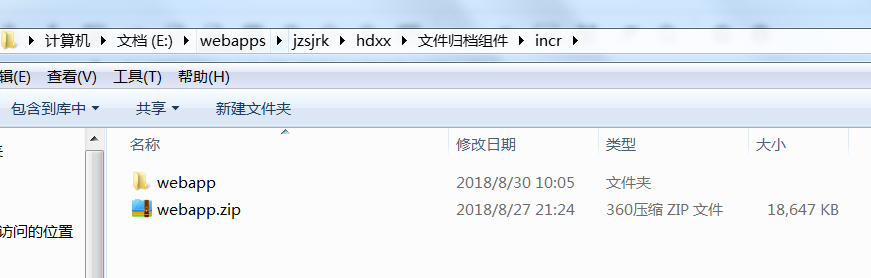 计算机 文档 (E:) webapps jzsjrk hdxx 文件归档组件 incr
辑(E) 查看(V) 工具(T) 帮助(H)
包含到库中 共享 新建文件夹
名称 修改日期 类型 大小
webapp 2018/8/30 10:05 文件夹
webapp.zip 2018/8/27 21:24 360压缩 ZIP 文件 18,647 KB
访问的位置